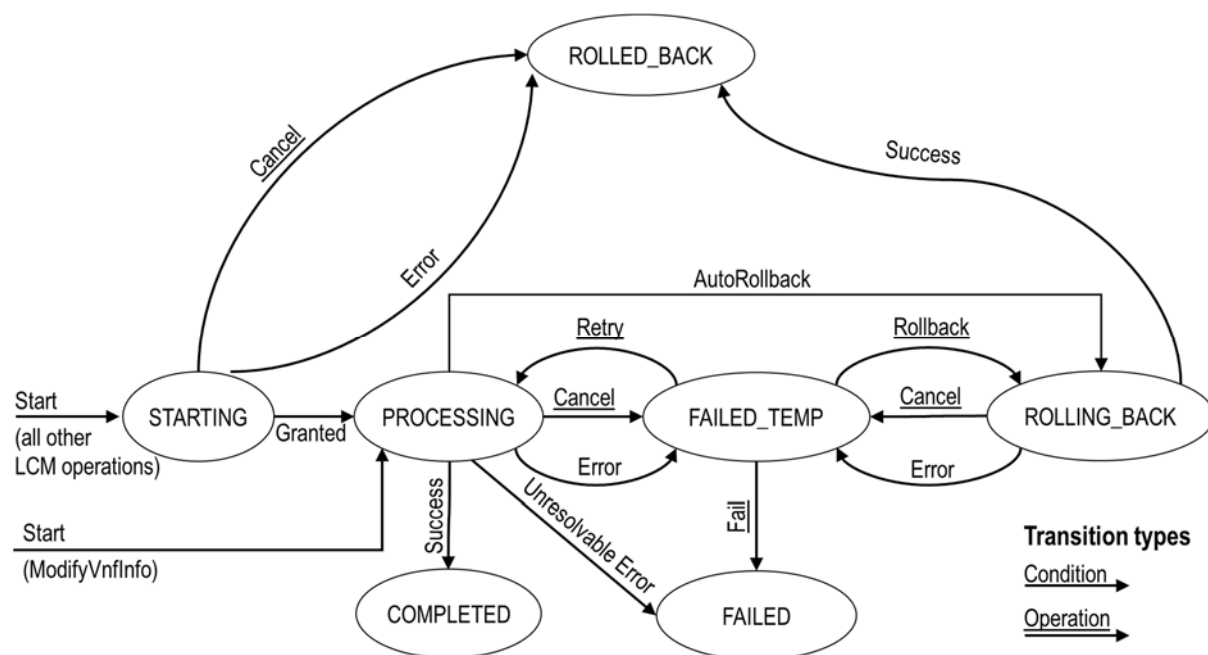 ROLLED_BACK
Cancel
Success
Error
AutoRollback
Retry
Rollback
Start
(all other
LCM operations)
STARTING
Granted
PROCESSING
Cancel
FAILED_TEMP
Cancel
ROLLING_BACK
Error
Error
Start
(ModifyVnfInfo)
Success
Unresolvable Error
Fail
COMPLETED
FAILED
Transition types
Condition
Operation